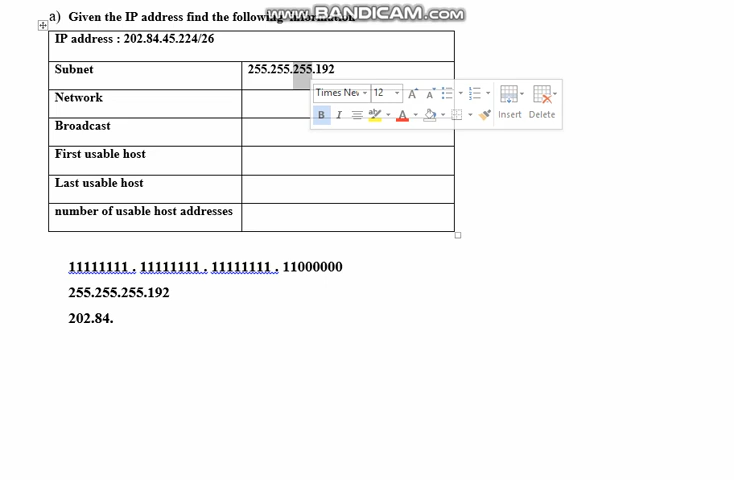 www.BANDICAM.com
a) Given the IP address find the following information
IP address : 202.84.45.224/26
Subnet 255.255.255.192
Times Nev 12
Network
B I A Insert Delete
Broadcast
First usable host
Last usable host
number of usable host addresses
11111111 . 11111111 . 11111111 . 11000000
255.255.255.192
202.84.